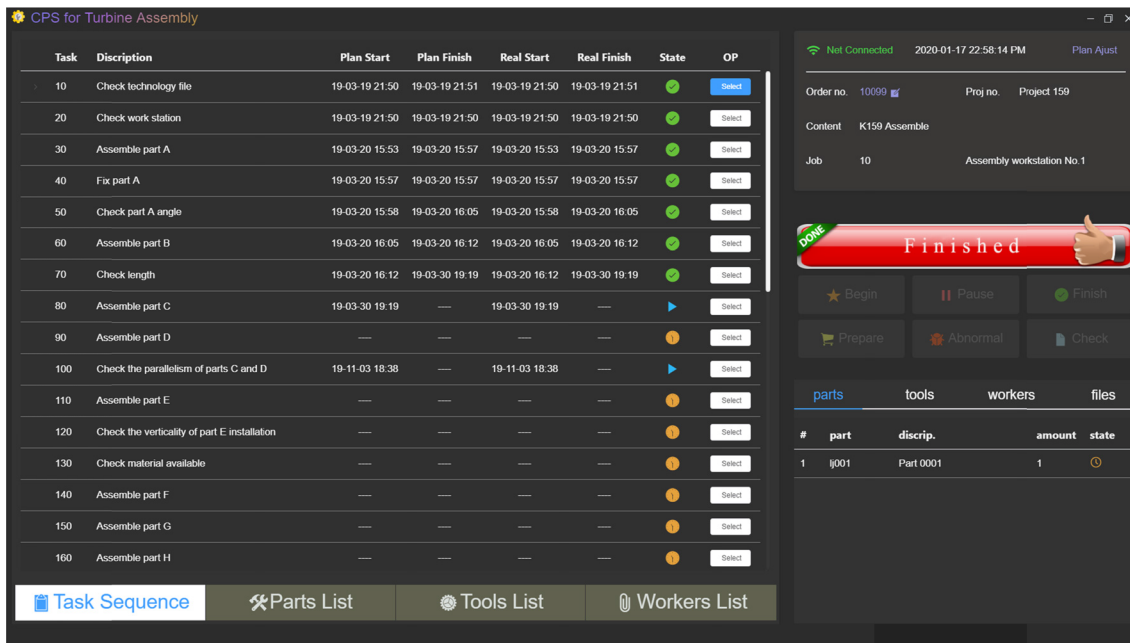 CPS for Turbine Assembly
Task Discription Plan Start Plan Finish Real Start Real Finish State OP
10 Check technology file 19-03-19 21:50 19-03-19 21:51 19-03-19 21:50 19-03-19 21:51 Select
20 Check work station 19-03-19 21:50 19-03-19 21:50 19-03-19 21:50 19-03-19 21:50 Select
30 Assemble part A 19-03-20 15:53 19-03-20 15:57 19-03-20 15:53 19-03-20 15:57 Select
40 Fix part A 19-03-20 15:57 19-03-20 15:57 19-03-20 15:57 19-03-20 15:57 Select
50 Check part A angle 19-03-20 15:58 19-03-20 16:05 19-03-20 15:58 19-03-20 16:05 Select
60 Assemble part B 19-03-20 16:05 19-03-20 16:12 19-03-20 16:05 19-03-20 16:12 Select
70 Check length 19-03-20 16:12 19-03-30 19:19 19-03-20 16:12 19-03-30 19:19 Select
80 Assemble part C 19-03-30 19:19 — 19-03-30 19:19 — Select
90 Assemble part D — — — — Select
100 Check the parallelism of parts C and D 19-11-03 18:38 — 19-11-03 18:38 — Select
110 Assemble part E — — — — Select
120 Check the verticality of part E installation — — — — Select
130 Check material available — — — — Select
140 Assemble part F — — — — Select
150 Assemble part G — — — — Select
160 Assemble part H — — — — Select
Task Sequence Parts List Tools List Workers List
Net Connected 2020-01-17 22:58:14 PM Plan Ajust
Order no. 10099 Proj no. Project 159
Content K159 Assemble
Job 10 Assembly workstation No.1
DONE Finished
Begin Pause Finish
Prepare Abnormal Check
parts tools workers files
# part discrip. amount state
1 lj001 Part 0001 1